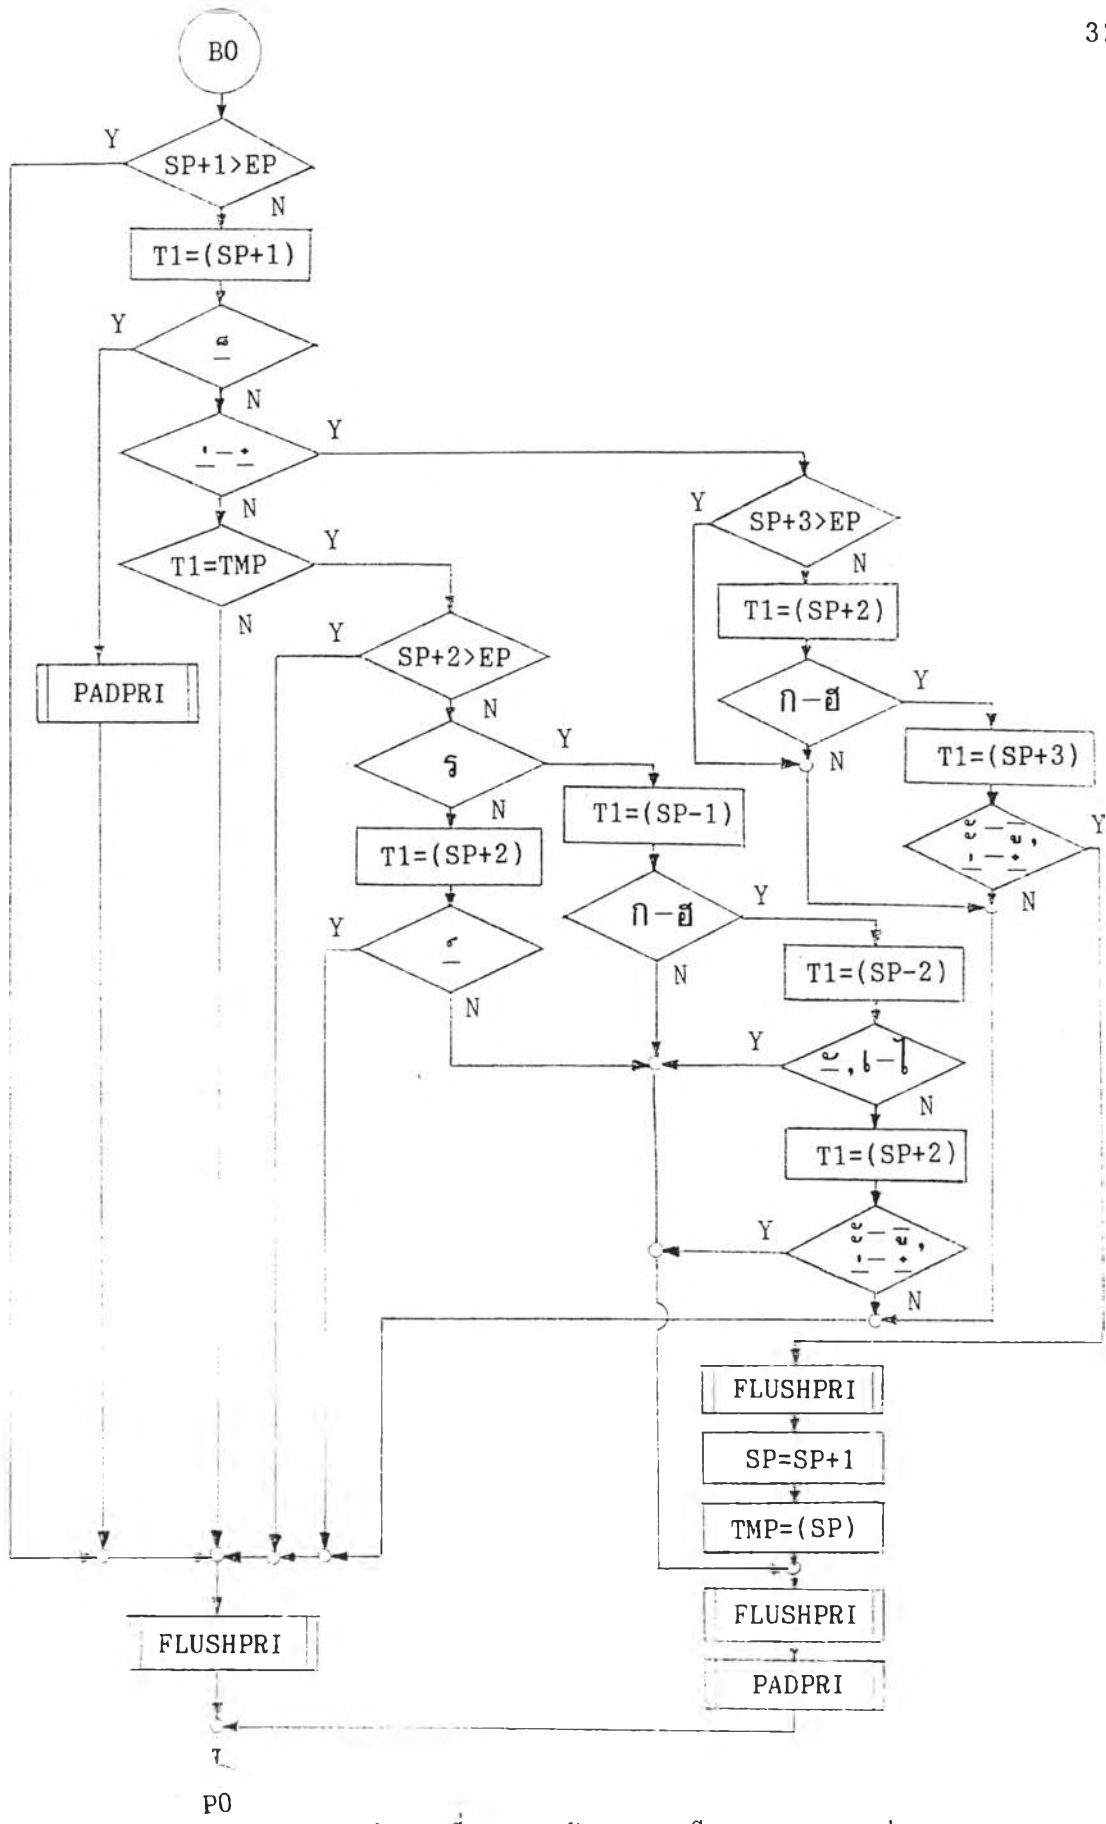 B0
Y
SP+1>EP
N
T1=(SP+1)
Y
N
Y
N
Y
SP+3>EP
N
T1=TMP
Y
N
T1=(SP+2)
Y
SP+2>EP
N
PADPRI
ก-ฮ
Y
N
T1=(SP+3)
ร
Y
N
T1=(SP-1)
Y
N
T1=(SP+2)
ก-ฮ
Y
N
Y
N
T1=(SP-2)
Y
N
T1=(SP+2)
Y
N
FLUSHPRI
SP=SP+1
TMP=(SP)
FLUSHPRI
FLUSHPRI
PADPRI
P0